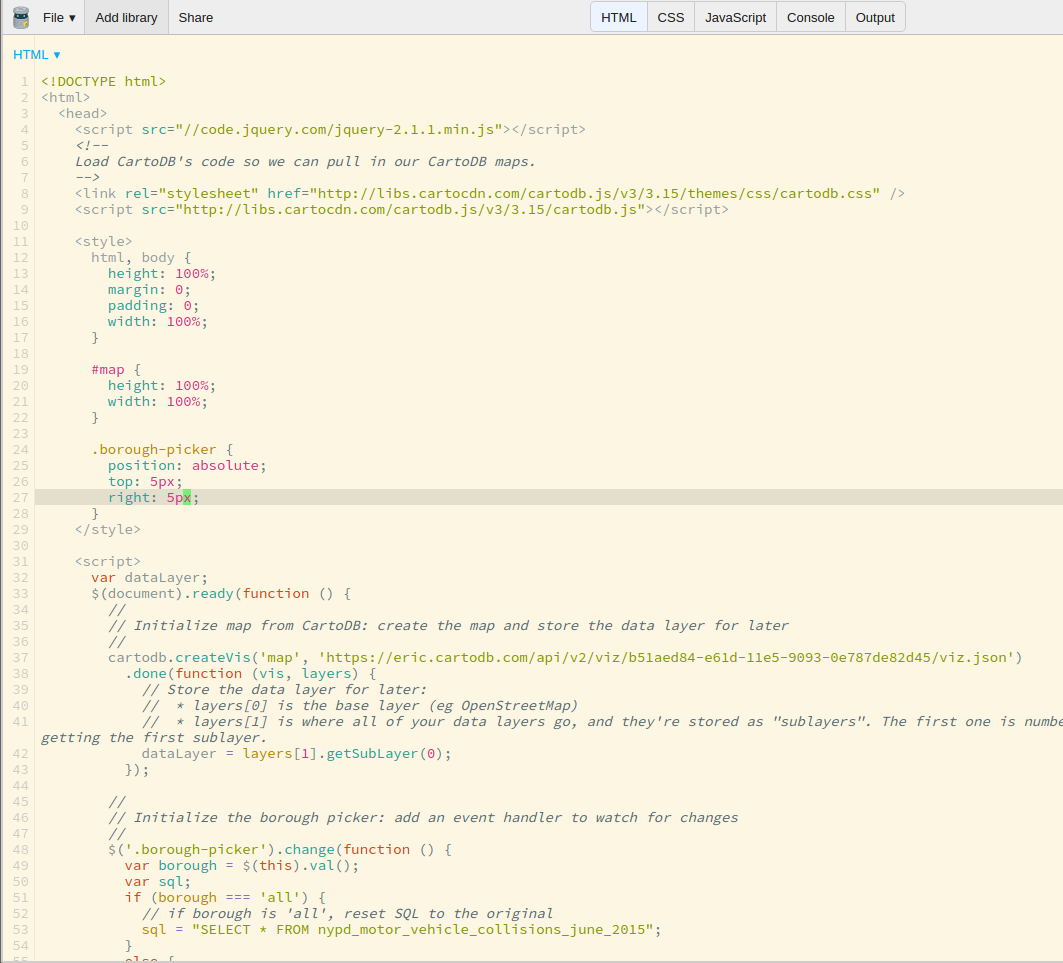 File ▾ Add library Share HTML CSS JavaScript Console Output
HTML ▾
1 <!DOCTYPE html>
2 <html>
3   <head>
4     <script src="//code.jquery.com/jquery-2.1.1.min.js"></script>
5     <!--
6     Load CartoDB's code so we can pull in our CartoDB maps.
7     -->
8     <link rel="stylesheet" href="http://libs.cartocdn.com/cartodb.js/v3/3.15/themes/css/cartodb.css" />
9     <script src="http://libs.cartocdn.com/cartodb.js/v3/3.15/cartodb.js"></script>
10
11     <style>
12       html, body {
13         height: 100%;
14         margin: 0;
15         padding: 0;
16         width: 100%;
17       }
18
19       #map {
20         height: 100%;
21         width: 100%;
22       }
23
24       .borough-picker {
25         position: absolute;
26         top: 5px;
27         right: 5px;
28       }
29     </style>
30
31     <script>
32       var dataLayer;
33       $(document).ready(function () {
34         //
35         // Initialize map from CartoDB: create the map and store the data layer for later
36         //
37         cartodb.createVis('map', 'https://eric.cartodb.com/api/v2/viz/b51aed84-e61d-11e5-9093-0e787de82d45/viz.json')
38           .done(function (vis, layers) {
39             // Store the data layer for later:
40             //  * layers[0] is the base layer (eg OpenStreetMap)
41             //  * layers[1] is where all of your data layers go, and they're stored as "sublayers". The first one is numbe
getting the first sublayer.
42             dataLayer = layers[1].getSubLayer(0);
43           });
44
45         //
46         // Initialize the borough picker: add an event handler to watch for changes
47         //
48         $('.borough-picker').change(function () {
49           var borough = $(this).val();
50           var sql;
51           if (borough === 'all') {
52             // if borough is 'all', reset SQL to the original
53             sql = "SELECT * FROM nypd_motor_vehicle_collisions_june_2015";
54           }
55           else {